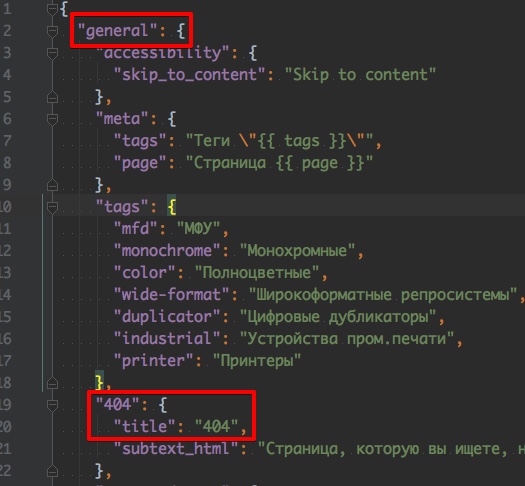 1 {
2 "general": {
3 "accessibility": {
4 "skip_to_content": "Skip to content"
5 },
6 "meta": {
7 "tags": "Теги \"{{ tags }}\"",
8 "page": "Страница {{ page }}"
9 },
10 "tags": {
11 "mfd": "МФУ",
12 "monochrome": "Монохромные",
13 "color": "Полноцветные",
14 "wide-format": "Широкоформатные репросистемы",
15 "duplicator": "Цифровые дубликаторы",
16 "industrial": "Устройства пром.печати",
17 "printer": "Принтеры"
18 },
19 "404": {
20 "title": "404",
21 "subtext_html": "Страница, которую вы ищете,
22 },